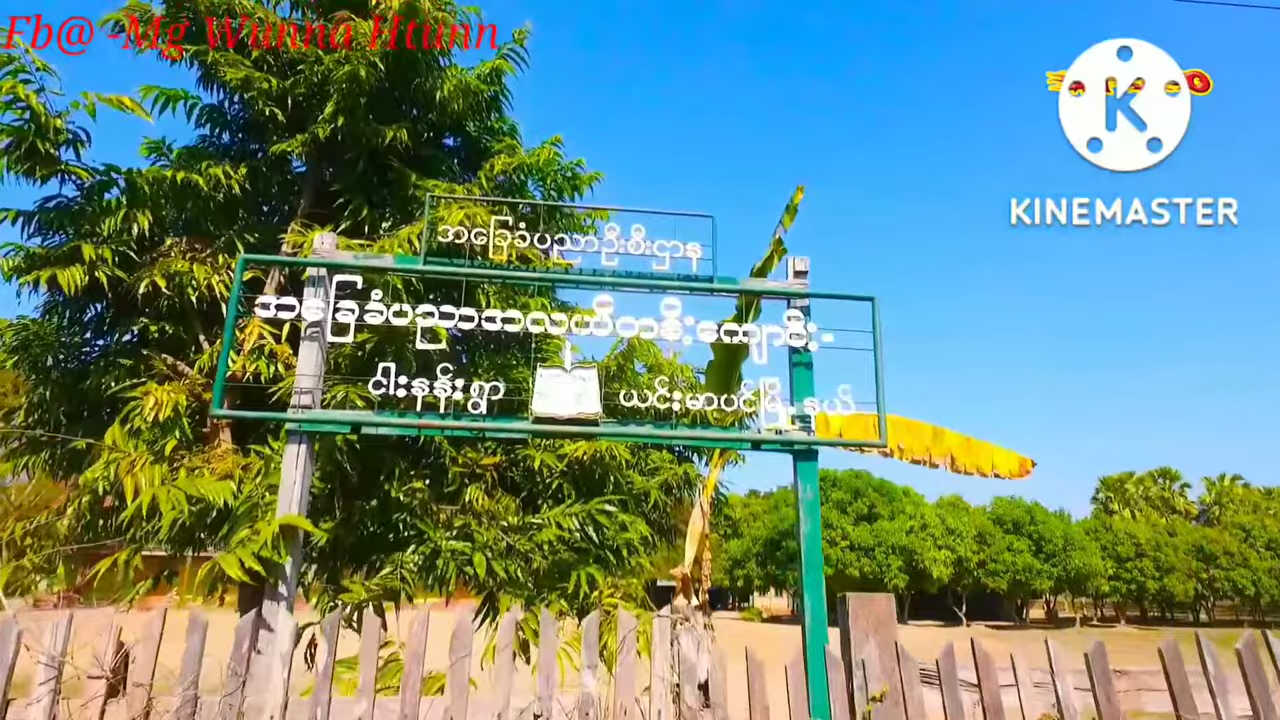 Fb@ -Mg Wunna Htunn
KINEMASTER
အခြေခံပညာဦးစီးဌာန
အခြေခံပညာအလယ်တန်းကျောင်း-
ငါးနန်းရွာ
ယင်းမာပင်မြို့နယ်